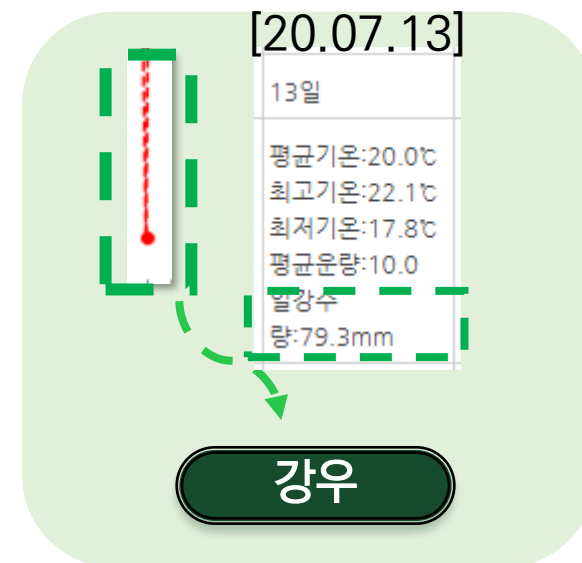 [20.07.13]
13일
평균기온:20.0℃
최고기온:22.1℃
최저기온:17.8℃
평균운량:10.0
일강수
량:79.3mm
강우